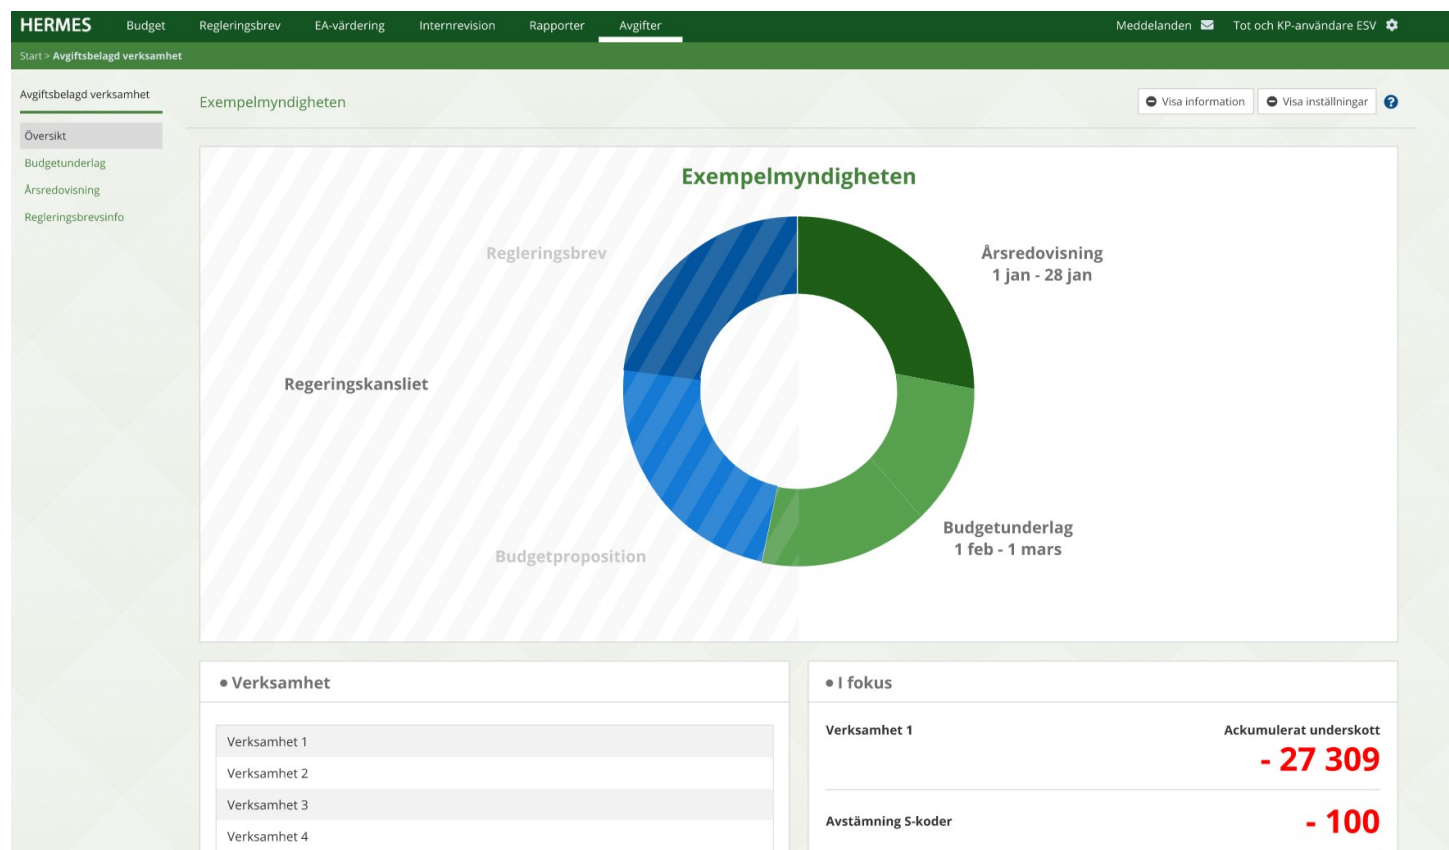 HERMES Budget Regleringsbrev EA-värdering Internrevision Rapporter Avgifter Meddelanden Tot och KP-användare ESV
Start > Avgiftsbelagd verksamhet
Avgiftsbelagd verksamhet
Översikt
Budgetunderlag
Årsredovisning
Regleringsbrevsinfo
Exempelmyndigheten
Visa information
Visa inställningar
Exempelmyndigheten
Regleringsbrev
Årsredovisning
1 jan - 28 jan
Regeringskansliet
Budgetproposition
Budgetunderlag
1 feb - 1 mars
Verksamhet
Verksamhet 1
Verksamhet 2
Verksamhet 3
Verksamhet 4
I fokus
Verksamhet 1
Ackumulerat underskott
- 27 309
Avstämning S-koder
- 100